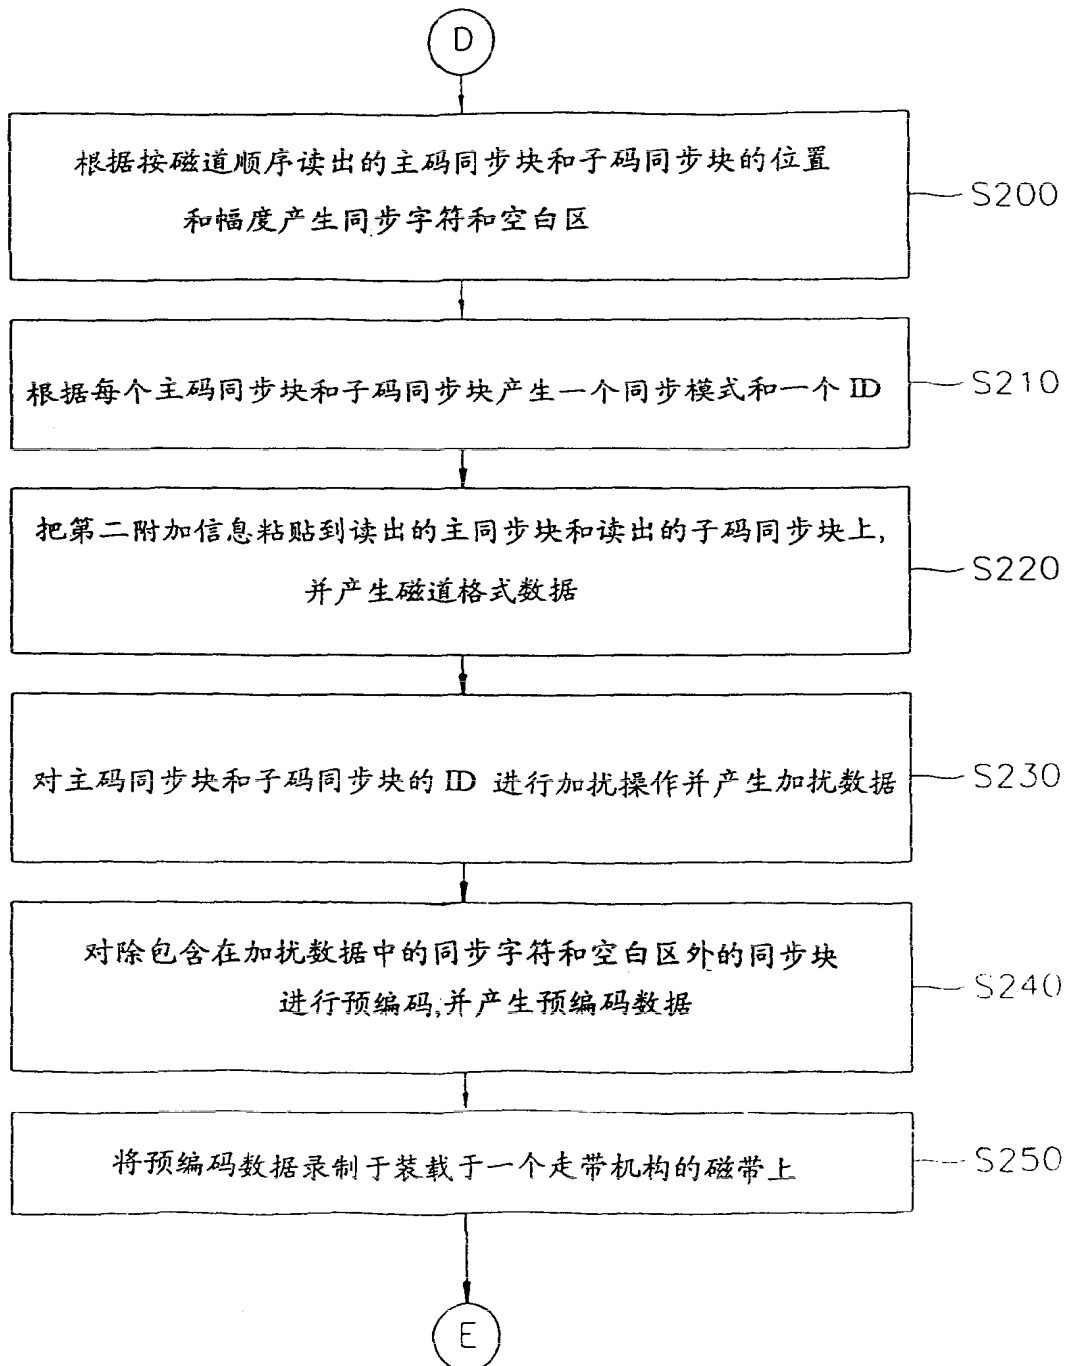 D
根据按磁道顺序读出的主码同步块和子码同步块的位置
和幅度产生同步字符和空白区
S200
根据每个主码同步块和子码同步块产生一个同步模式和一个 ID
S210
把第二附加信息粘贴到读出的主同步块和读出的子码同步块上,
并产生磁道格式数据
S220
对主码同步块和子码同步块的 ID 进行加扰操作并产生加扰数据
S230
对除包含在加扰数据中的同步字符和空白区外的同步块
进行预编码,并产生预编码数据
S240
将预编码数据录制于装载于一个走带机构的磁带上
S250
E